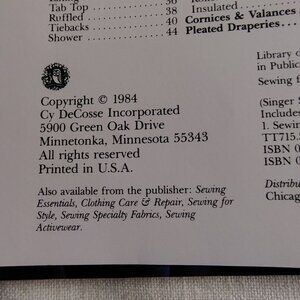 Tab Top . . . . . . . . . . . . . . . . 38
Ruffled . . . . . . . . . . . . . . . . 40
Tiebacks . . . . . . . . . . . . . . . 42
Shower . . . . . . . . . . . . . . . . 44
Insulated . . . . . . . . . .
Cornices & Valances
Pleated Draperies. . .
Copyright © 1984
Cy DeCosse Incorporated
5900 Green Oak Drive
Minnetonka, Minnesota 55343
All rights reserved
Printed in U.S.A.
Also available from the publisher: Sewing
Essentials, Clothing Care & Repair, Sewing for
Style, Sewing Specialty Fabrics, Sewing
Activewear.
Library o
in Public
Sewing
(Singer S
Includes
1. Sewin
TT715.
ISBN 0
ISBN 0
Distribu
Chicag